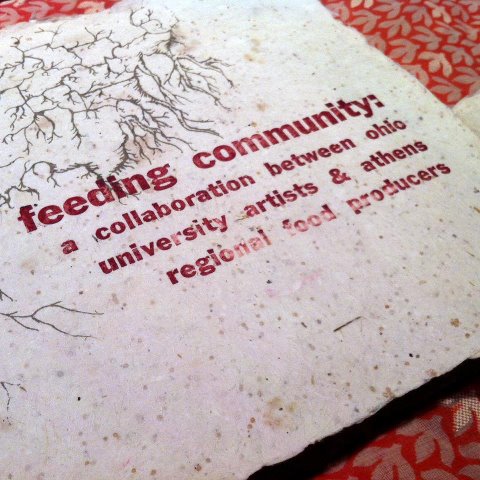 feeding community:
a collaboration between ohio
university artists & athens
regional food producers